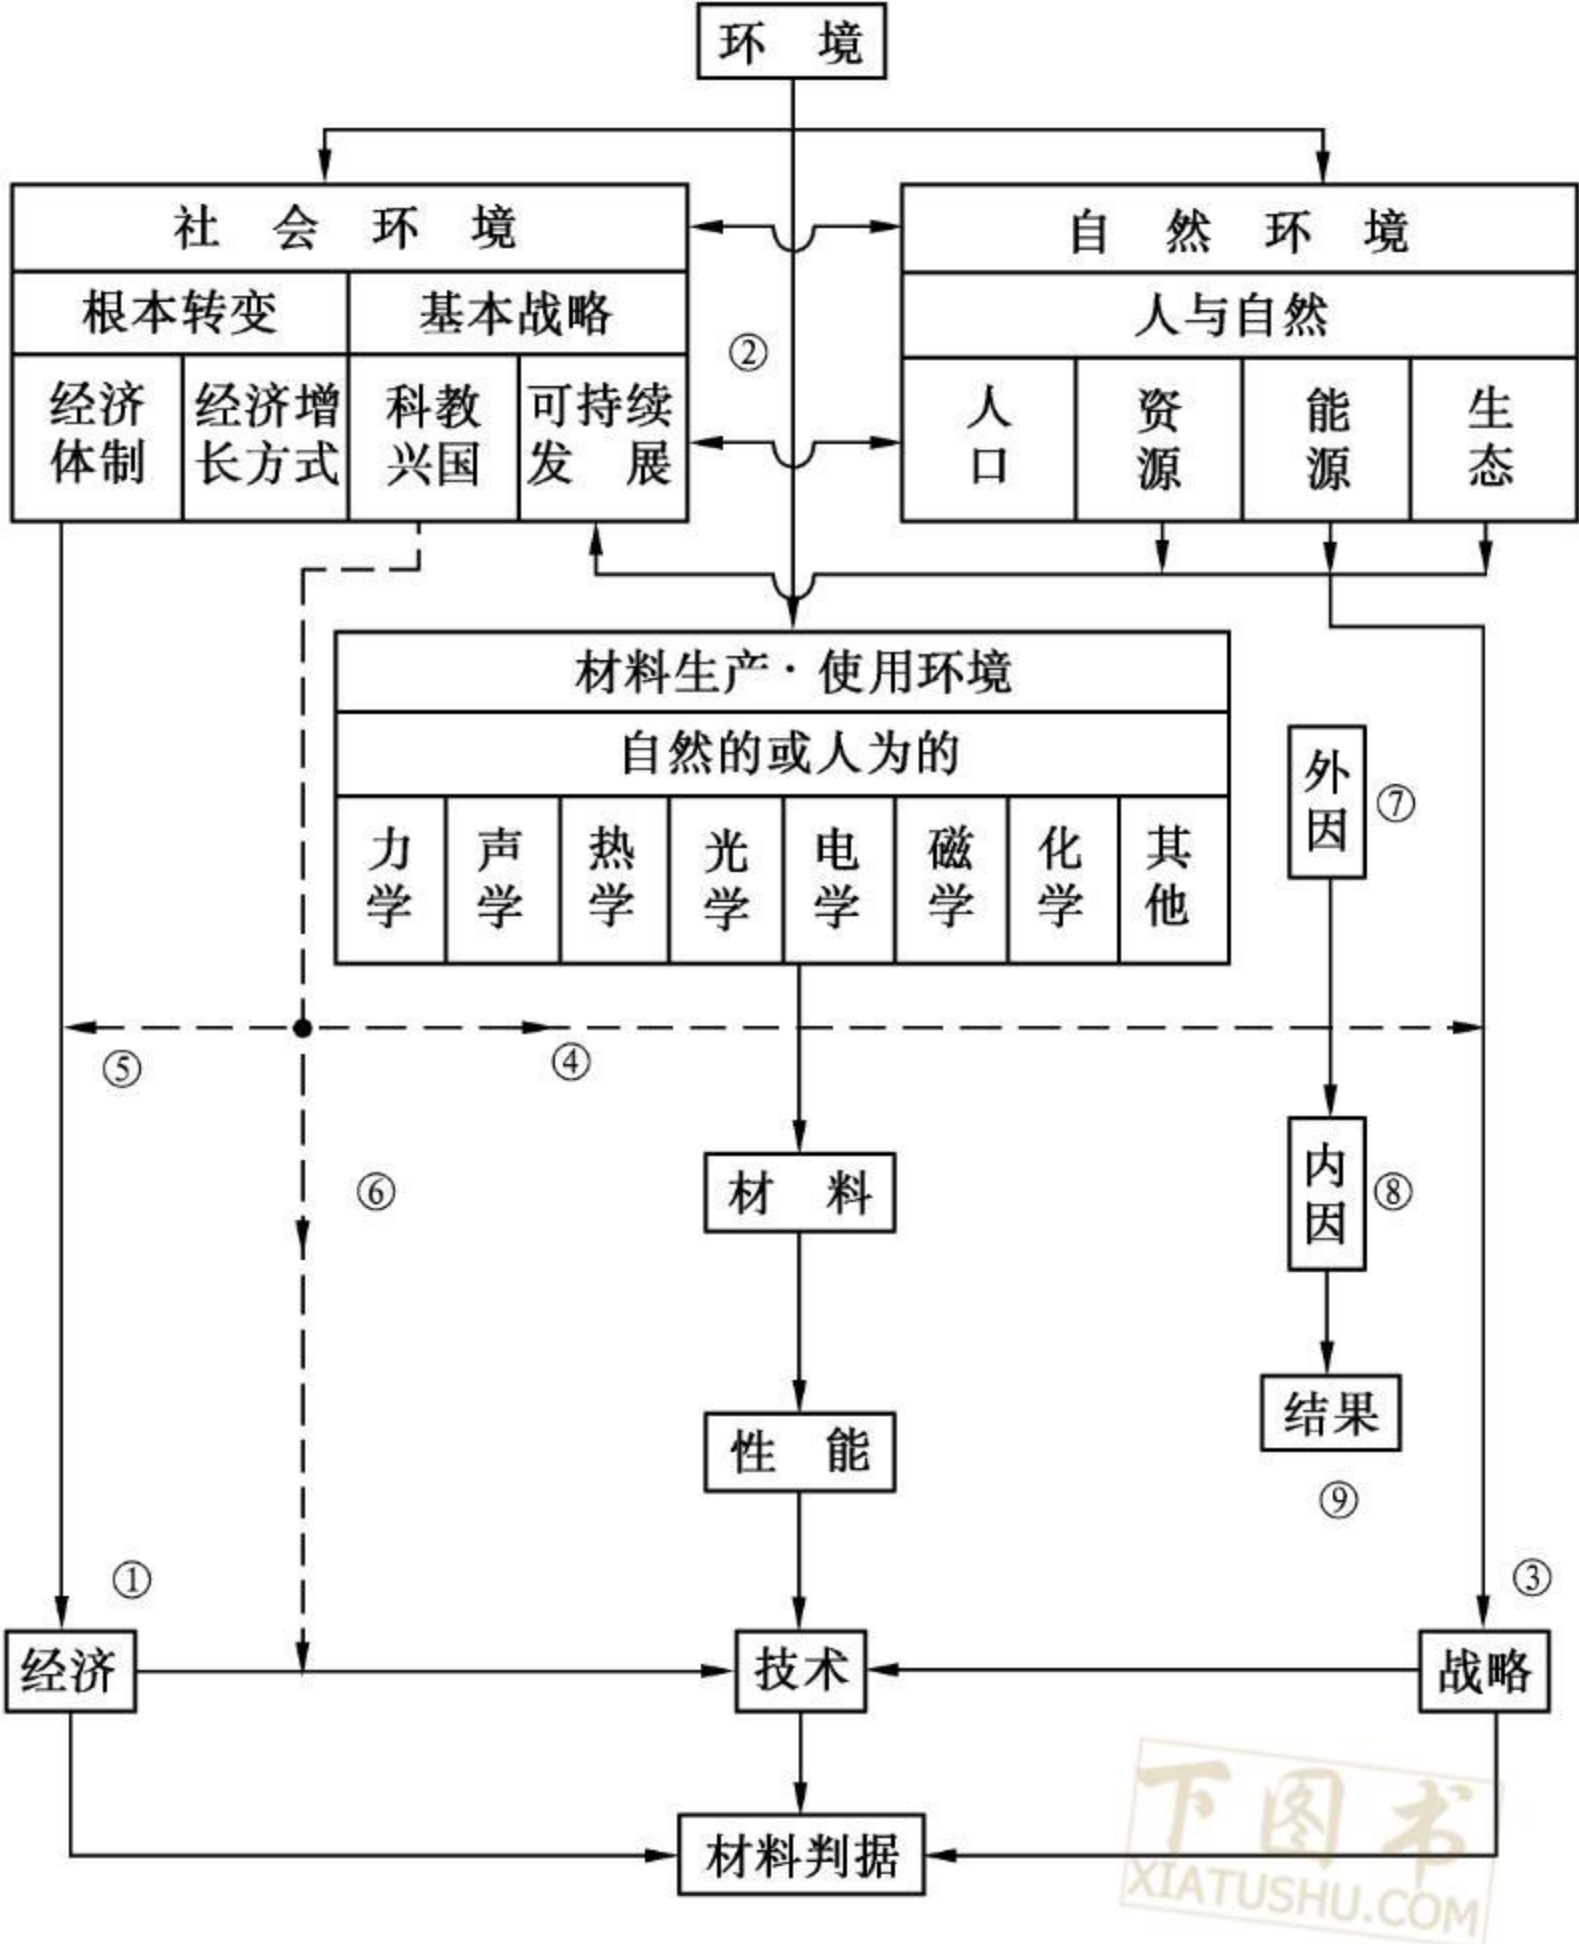 环 境
社 会 环 境
自 然 环 境
根本转变
基本战略
人与自然
经济
体制
经济增
长方式
科教
兴国
可持续
发 展
②
人
口
资
源
能
源
生
态
材料生产·使用环境
自然的或人为的
力
学
声
学
热
学
光
学
电
学
磁
学
化
学
其
他
外
因
⑦
⑤
④
⑥
材 料
内
因
⑧
性 能
结果
⑨
①
③
经济
技术
战略
材料判据
下图书
XIATUSHU.COM